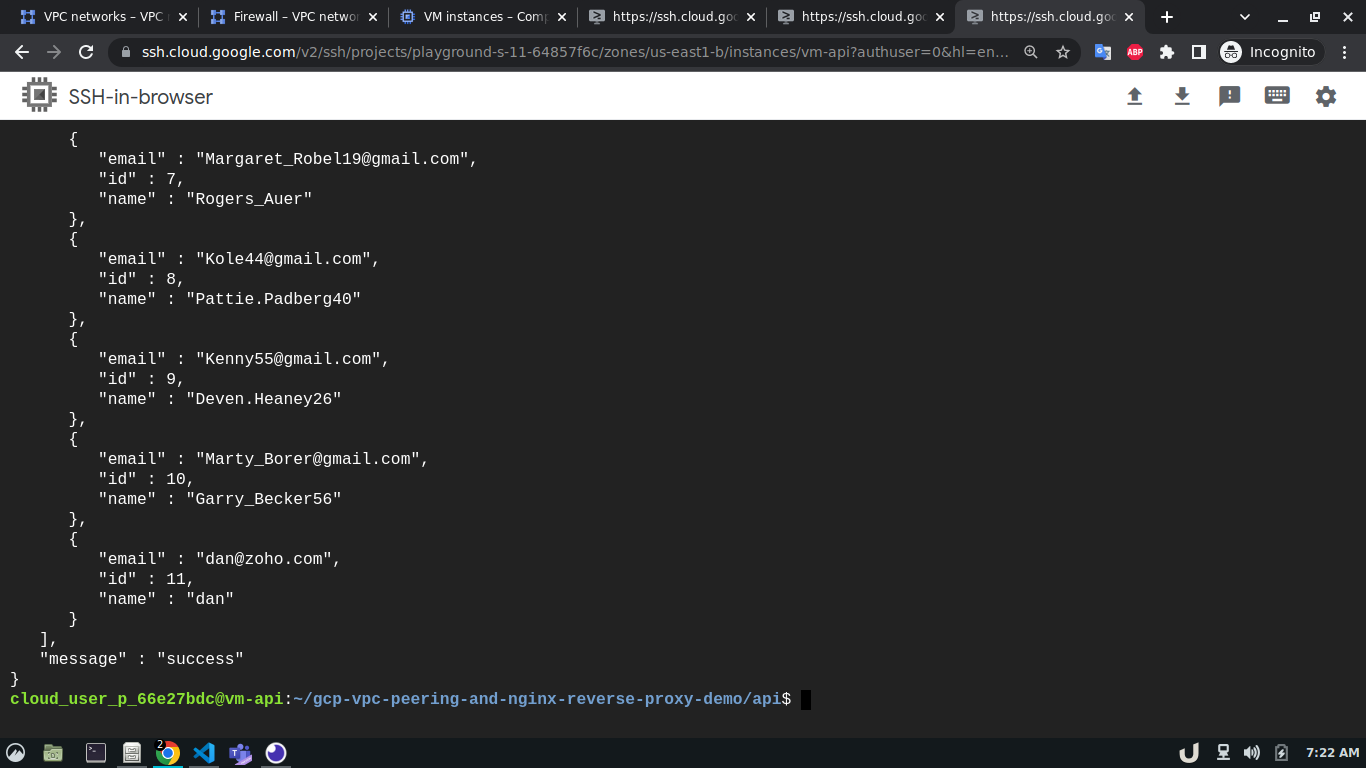 VPC networks – VPC n
Firewall – VPC networ
VM instances – Comp
https://ssh.cloud.goo
https://ssh.cloud.goo
https://ssh.cloud.goo
ssh.cloud.google.com/v2/ssh/projects/playground-s-11-64857f6c/zones/us-east1-b/instances/vm-api?authuser=0&hl=en…
ABP
Incognito
SSH-in-browser
{
"email" : "Margaret_Robel19@gmail.com",
"id" : 7,
"name" : "Rogers_Auer"
},
{
"email" : "Kole44@gmail.com",
"id" : 8,
"name" : "Pattie.Padberg40"
},
{
"email" : "Kenny55@gmail.com",
"id" : 9,
"name" : "Deven.Heaney26"
},
{
"email" : "Marty_Borer@gmail.com",
"id" : 10,
"name" : "Garry_Becker56"
},
{
"email" : "dan@zoho.com",
"id" : 11,
"name" : "dan"
}
],
"message" : "success"
}
cloud_user_p_66e27bdc@vm-api:~/gcp-vpc-peering-and-nginx-reverse-proxy-demo/api$
2
7:22 AM